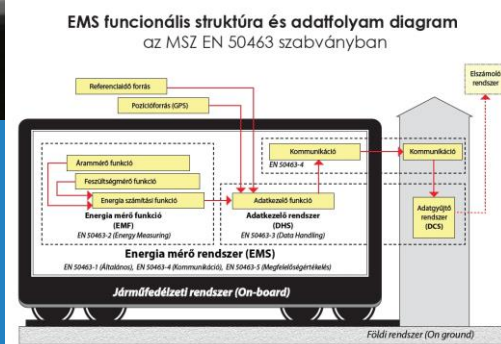 EMS funcionális struktúra és adatfolyam diagram
az MSZ EN 50463 szabványban
Elszámoló
rendszer
Referenciaidő forrás
Pozícióforrás (GPS)
Kommunikáció
EN 50463-4
Kommunikáció
Árammérő funkció
Feszültségmérő funkció
Energia számítási funkció
Energia mérő funkció
(EMF)
EN 50463-2 (Energy Measuring)
Adatkezelő funkció
Adatkezelő rendszer
(DHS)
EN 50463-3 (Data Handling)
Adatgyűjtő
rendszer
(DCS)
Energia mérő rendszer (EMS)
EN 50463-1 (Általános), EN 50463-4 (Kommunikáció), EN 50463-5 (Megfelelőségértékelés)
Járműfedélzeti rendszer (On-board)
Földi rendszer (On ground)